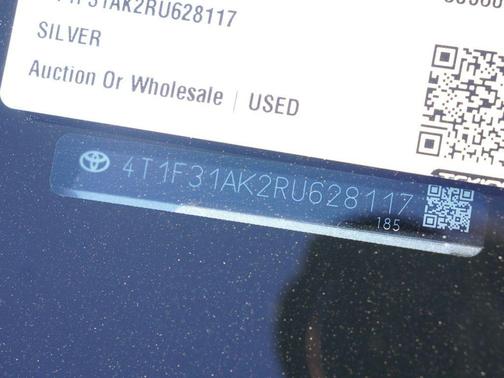 SILVER
Auction Or Wholesale | USED
4T1F31AK2RU628117
185